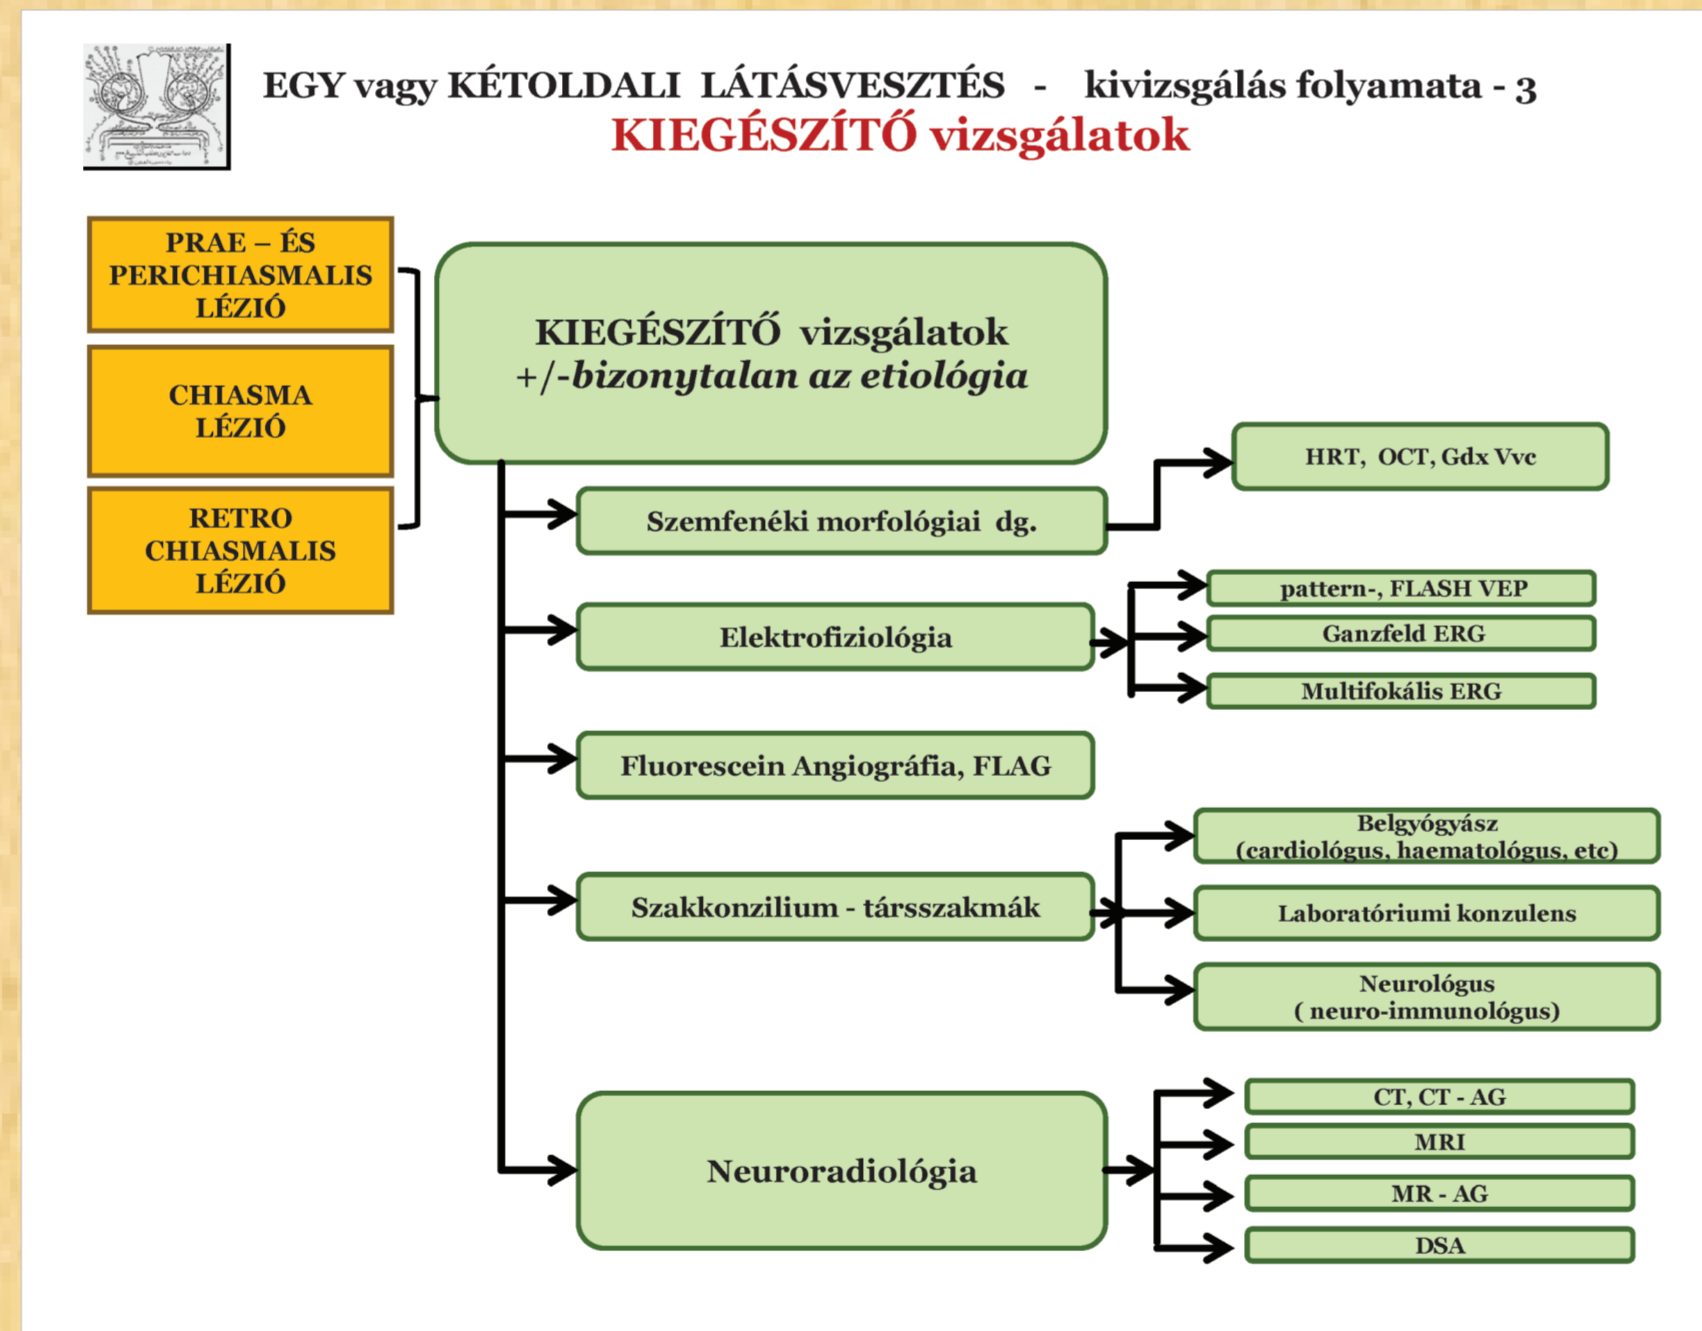 EGY vagy KÉTOLDALI LÁTÁSVESZTÉS - kivizsgálás folyamata - 3
KIEGÉSZÍTŐ vizsgálatok
PRAE – ÉS
PERICHIASMALIS
LÉZIÓ
CHIASMA
LÉZIÓ
RETRO
CHIASMALIS
LÉZIÓ
KIEGÉSZÍTŐ vizsgálatok
+/-bizonytalan az etiológia
Szemfenéki morfológiai dg.
HRT, OCT, Gdx Vvc
Elektrofiziológia
pattern-, FLASH VEP
Ganzfeld ERG
Multifokális ERG
Fluorescein Angiográfia, FLAG
Szakkonzilium - társszakmák
Belgyógyász
(cardiológus, haematológus, etc)
Laboratóriumi konzulens
Neurológus
( neuro-immunológus)
Neuroradiológia
CT, CT - AG
MRI
MR - AG
DSA